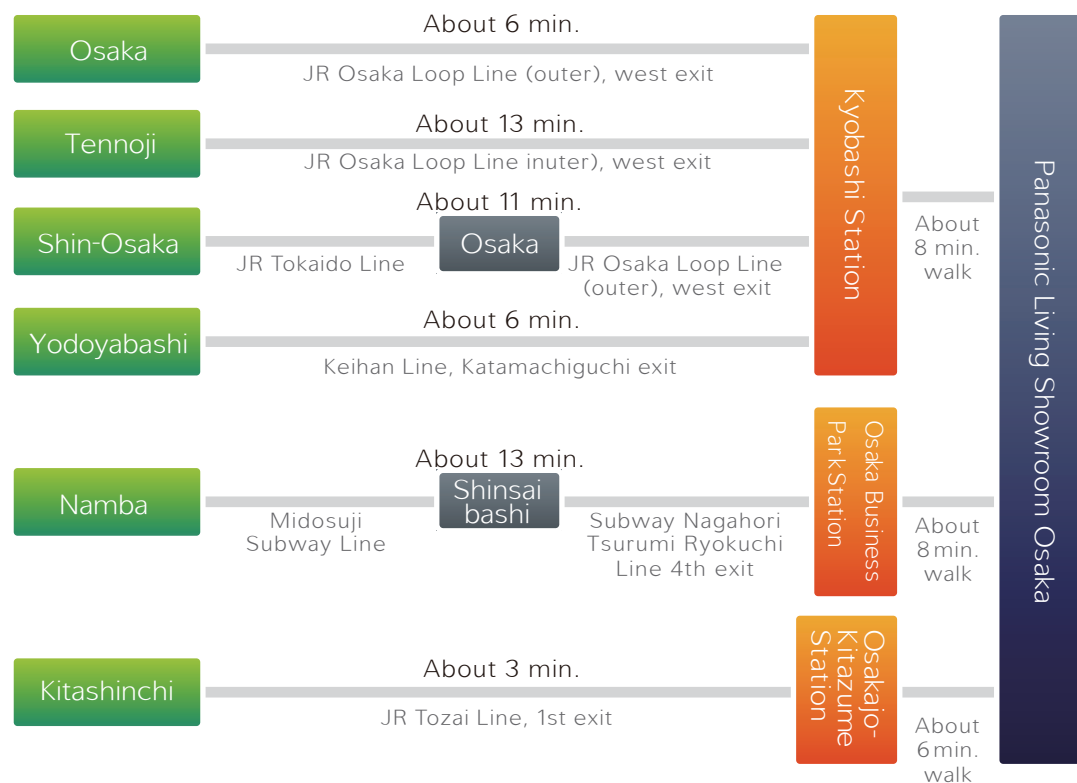 Osaka
About 6 min.
JR Osaka Loop Line (outer), west exit
Tennoji
About 13 min.
JR Osaka Loop Line inuter), west exit
Shin-Osaka
About 11 min.
JR Tokaido Line
Osaka
JR Osaka Loop Line
(outer), west exit
Yodoyabashi
About 6 min.
Keihan Line, Katamachiguchi exit
Kyobashi Station
About
8 min.
walk
Namba
About 13 min.
Midosuji
Subway Line
Shinsai
bashi
Subway Nagahori
Tsurumi Ryokuchi
Line 4th exit
Osaka Business
Park Station
About
8 min.
walk
Kitashinchi
About 3 min.
JR Tozai Line, 1st exit
Osakajo-
Kitazume
Station
About
6 min.
walk
Panasonic Living Showroom Osaka